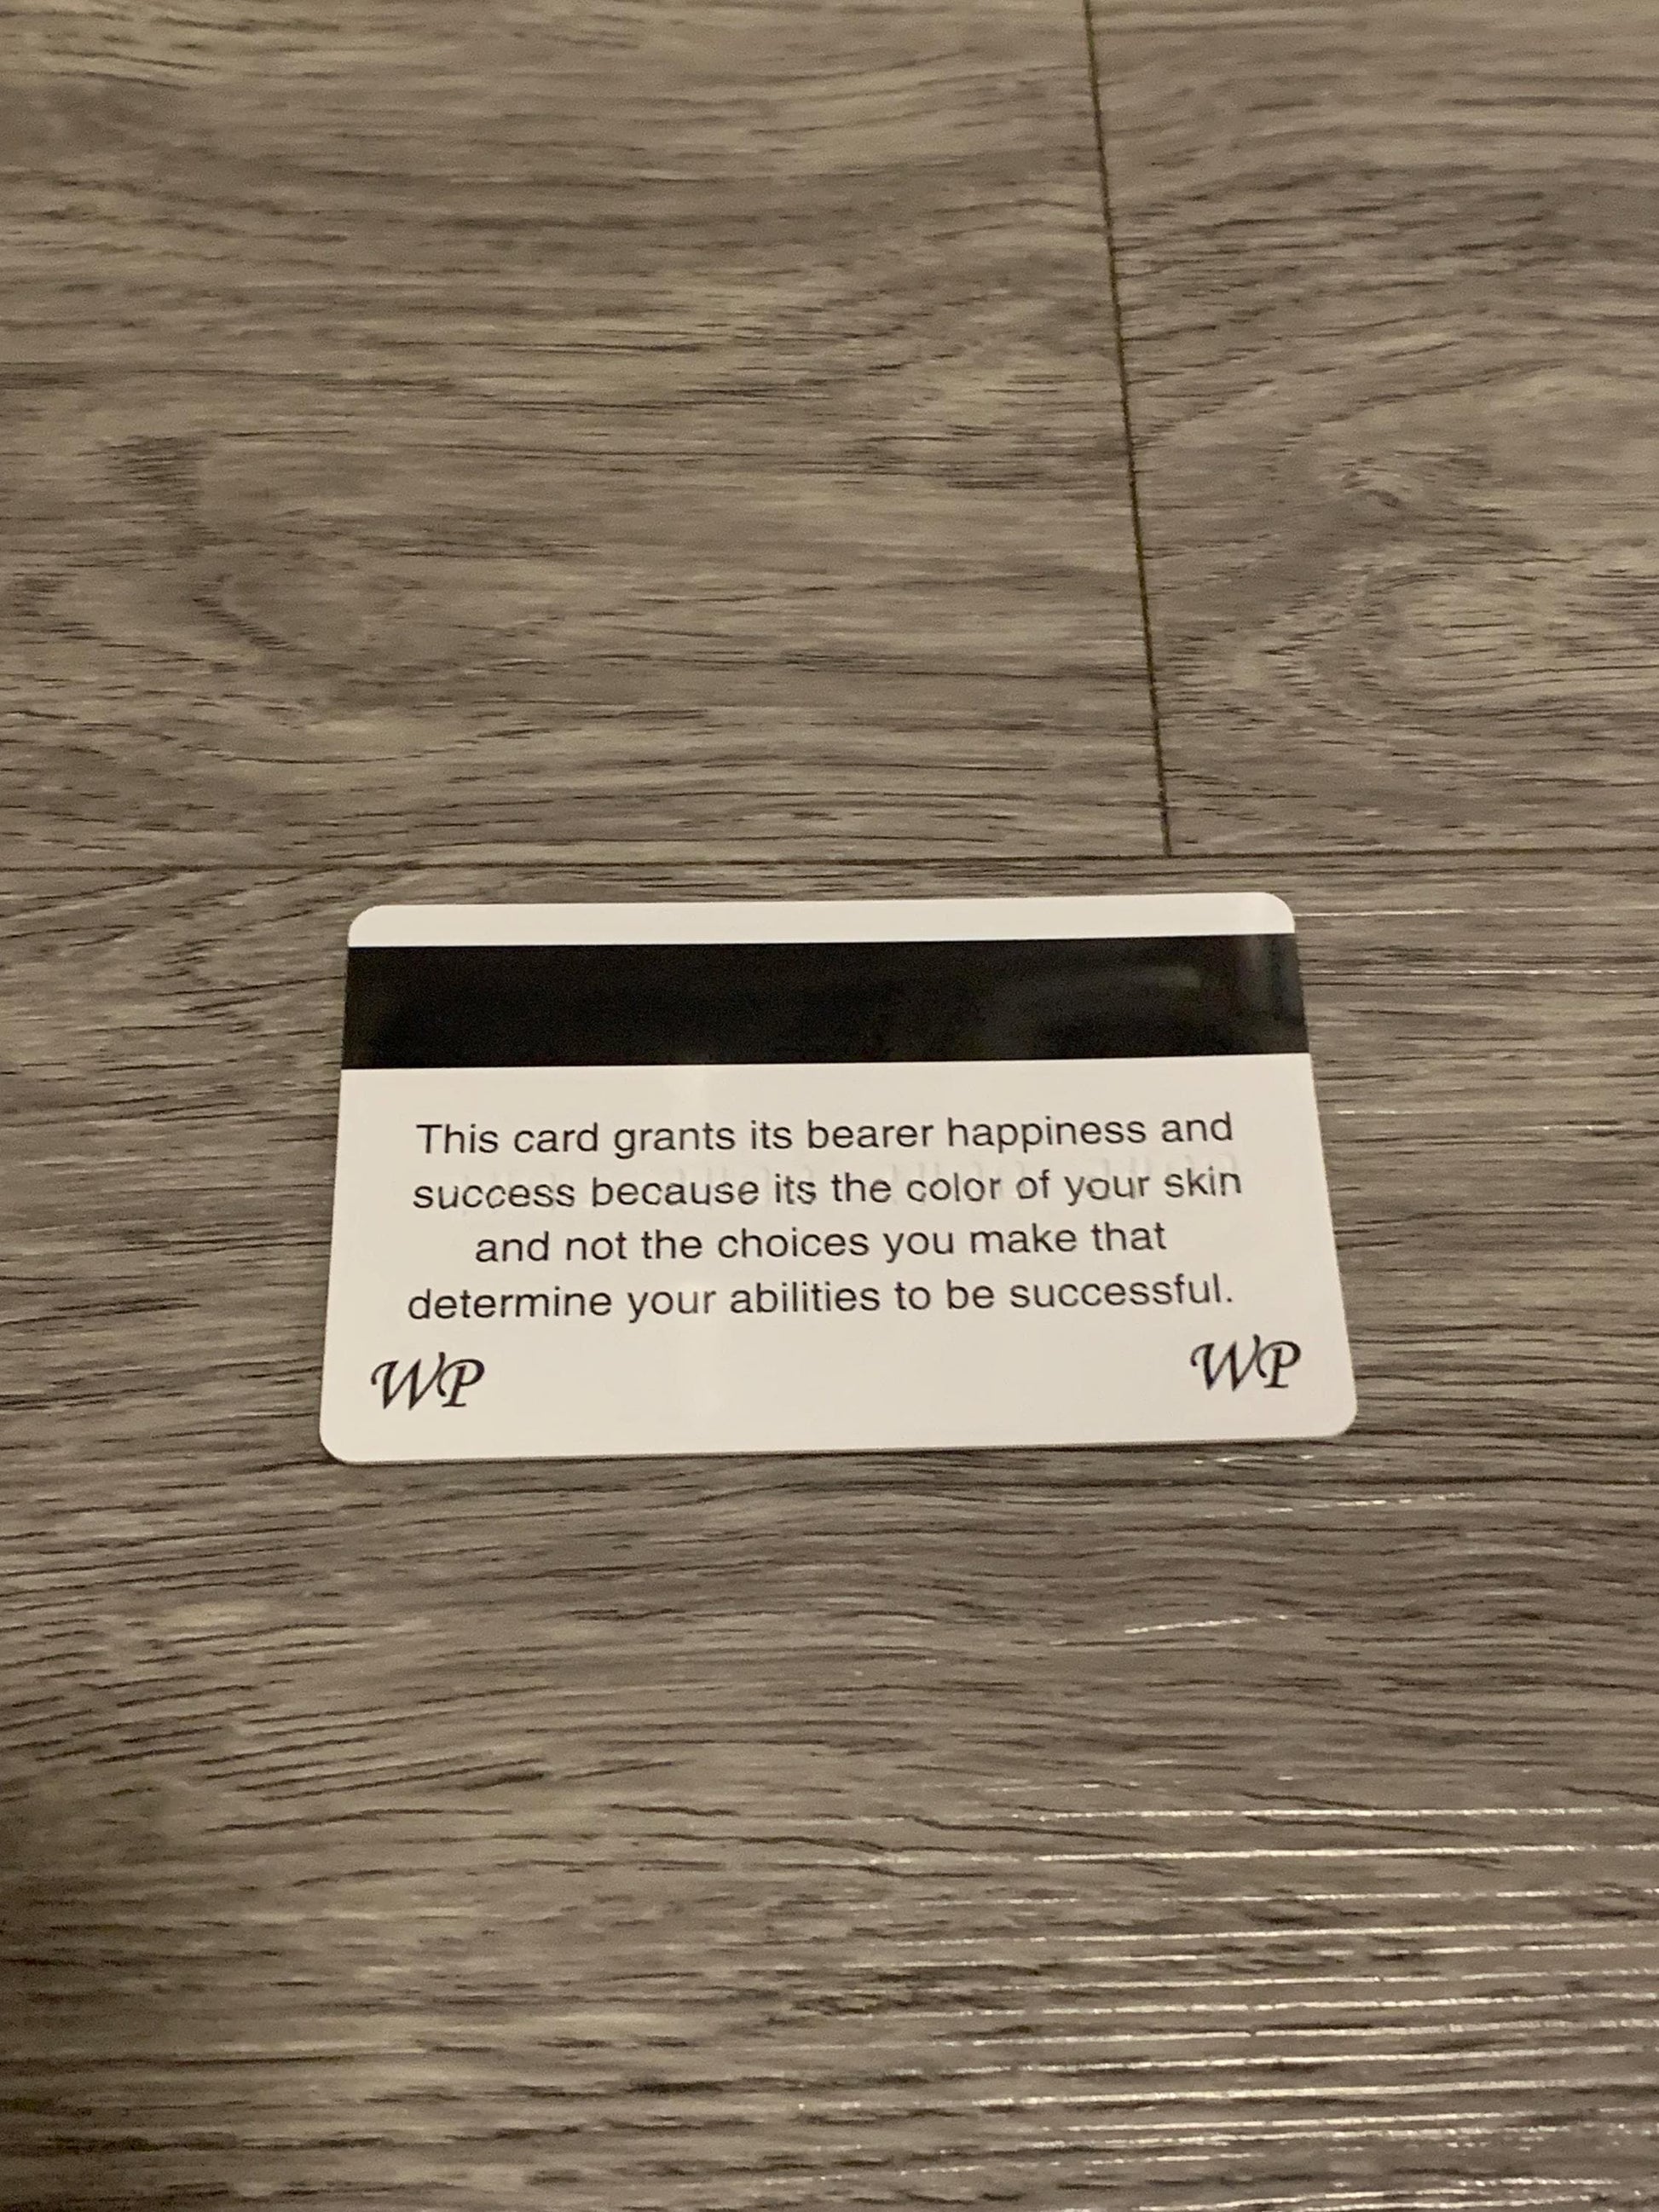 This card grants its bearer happiness and
success because its the color of your skin
and not the choices you make that
determine your abilities to be successful.
WP WP